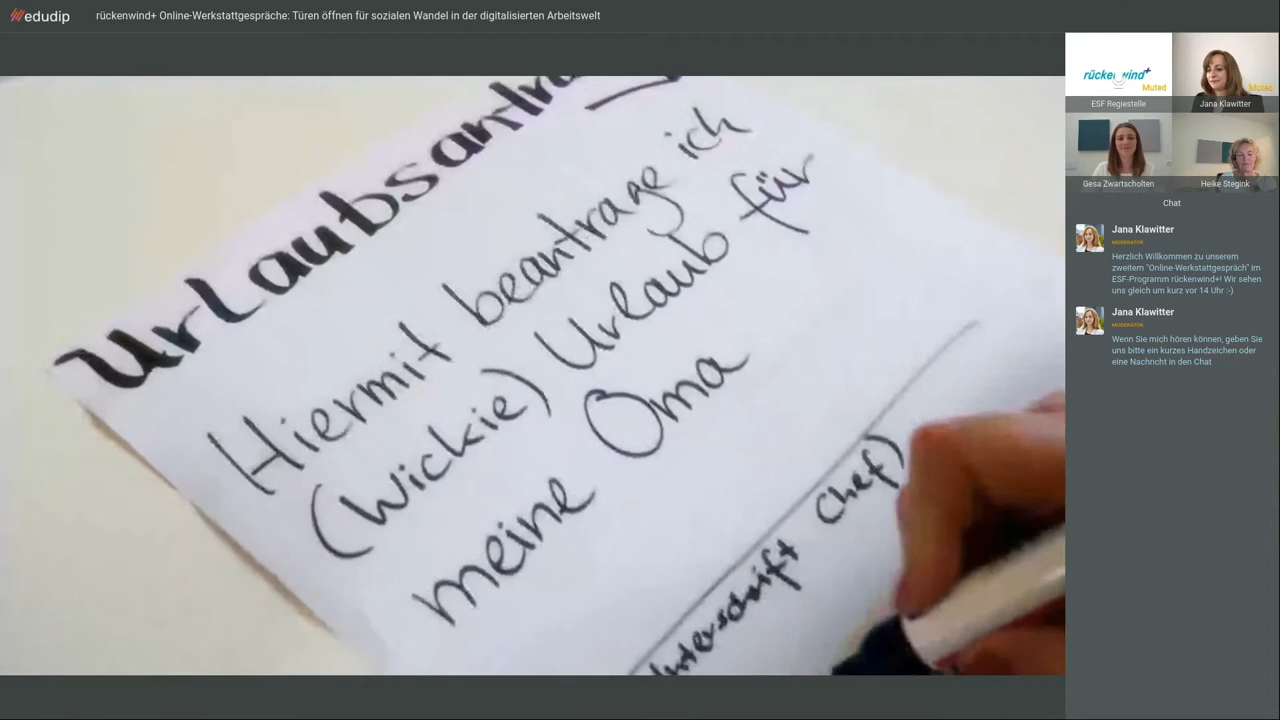 edudip
rückenwind+ Online-Werkstattgespräche: Türen öffnen für sozialen Wandel in der digitalisierten Arbeitswelt
Hiermit beantrage ich
(Wickie) Urlaub für
meine Oma
Chef)
rückenwind+
Muted
ESF Regiestelle
Muted
Jana Klawitter
Gesa Zwartscholten
Heike Stegink
Chat
Jana Klawitter
MODERATOR
Herzlich Willkommen zu unserem
zweitem "Online-Werkstattgespräch" im
ESF-Programm rückenwind+! Wir sehen
uns gleich um kurz vor 14 Uhr :-)
Jana Klawitter
MODERATOR
Wenn Sie mich hören können, geben Sie
uns bitte ein kurzes Handzeichen oder
eine Nachricht in den Chat